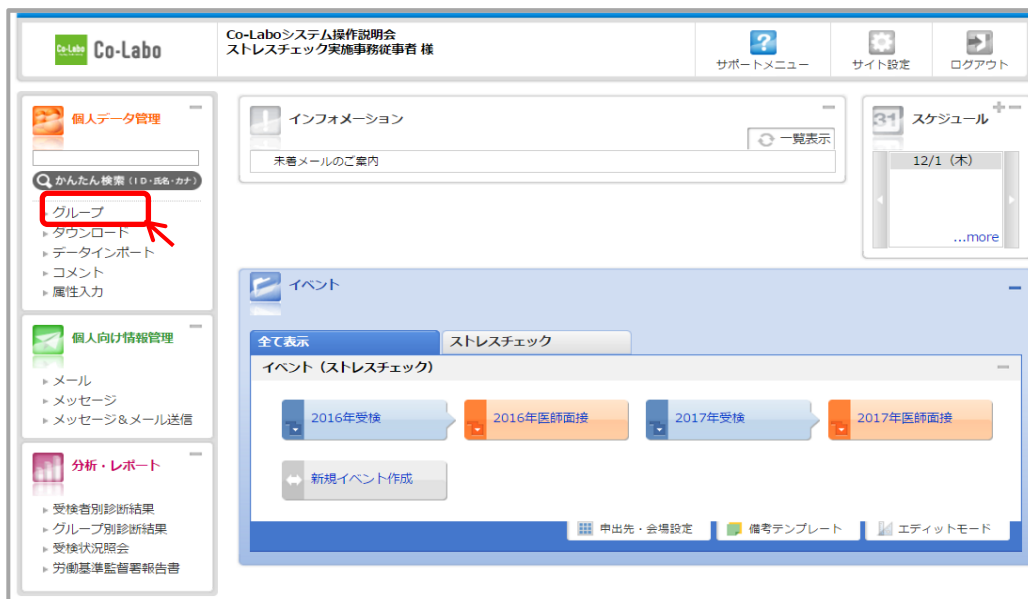 Co-Labo Co-Labo
Co-Laboシステム操作説明会
ストレスチェック実施事務従事者 様
サポートメニュー
サイト設定
ログアウト
個人データ管理
かんたん検索(ID・氏名・カナ)
グループ
ダウンロード
データインポート
コメント
属性入力
個人向け情報管理
メール
メッセージ
メッセージ&メール送信
分析・レポート
受検者別診断結果
グループ別診断結果
受検状況照会
労働基準監督署報告書
インフォメーション
一覧表示
未着メールのご案内
31 スケジュール
12/1 (木)
...more
イベント
全て表示 ストレスチェック
イベント (ストレスチェック)
2016年受検 2016年医師面接 2017年受検 2017年医師面接
新規イベント作成
申出先・会場設定 備考テンプレート エディットモード